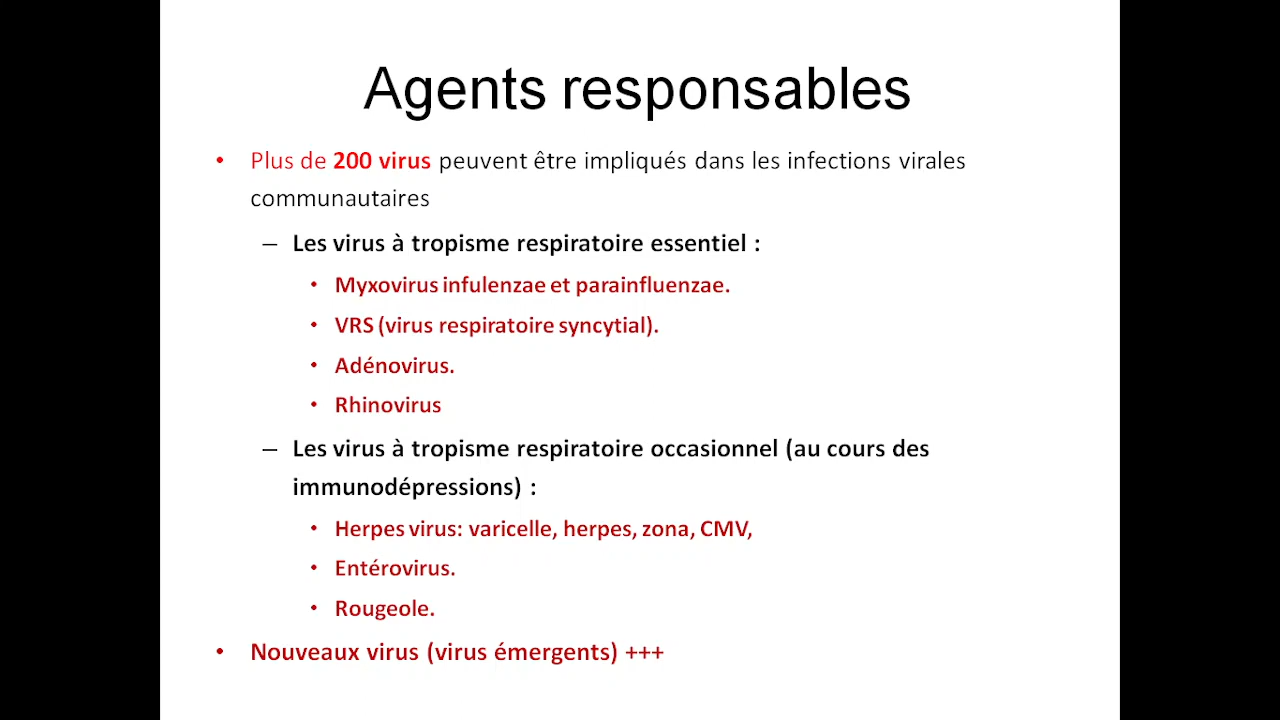 Agents responsables
• Plus de 200 virus peuvent être impliqués dans les infections virales
communautaires
– Les virus à tropisme respiratoire essentiel :
• Myxovirus infulenzae et parainfluenzae.
• VRS (virus respiratoire syncytial).
• Adénovirus.
• Rhinovirus
– Les virus à tropisme respiratoire occasionnel (au cours des
immunodépressions) :
• Herpes virus: varicelle, herpes, zona, CMV,
• Entérovirus.
• Rougeole.
• Nouveaux virus (virus émergents) +++